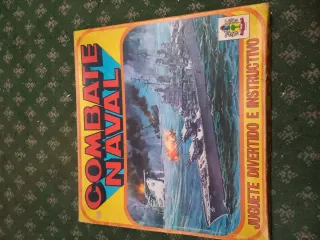 COMBATE
NAVAL
JUGUETE DIVERTIDO E INSTRUCTIVO